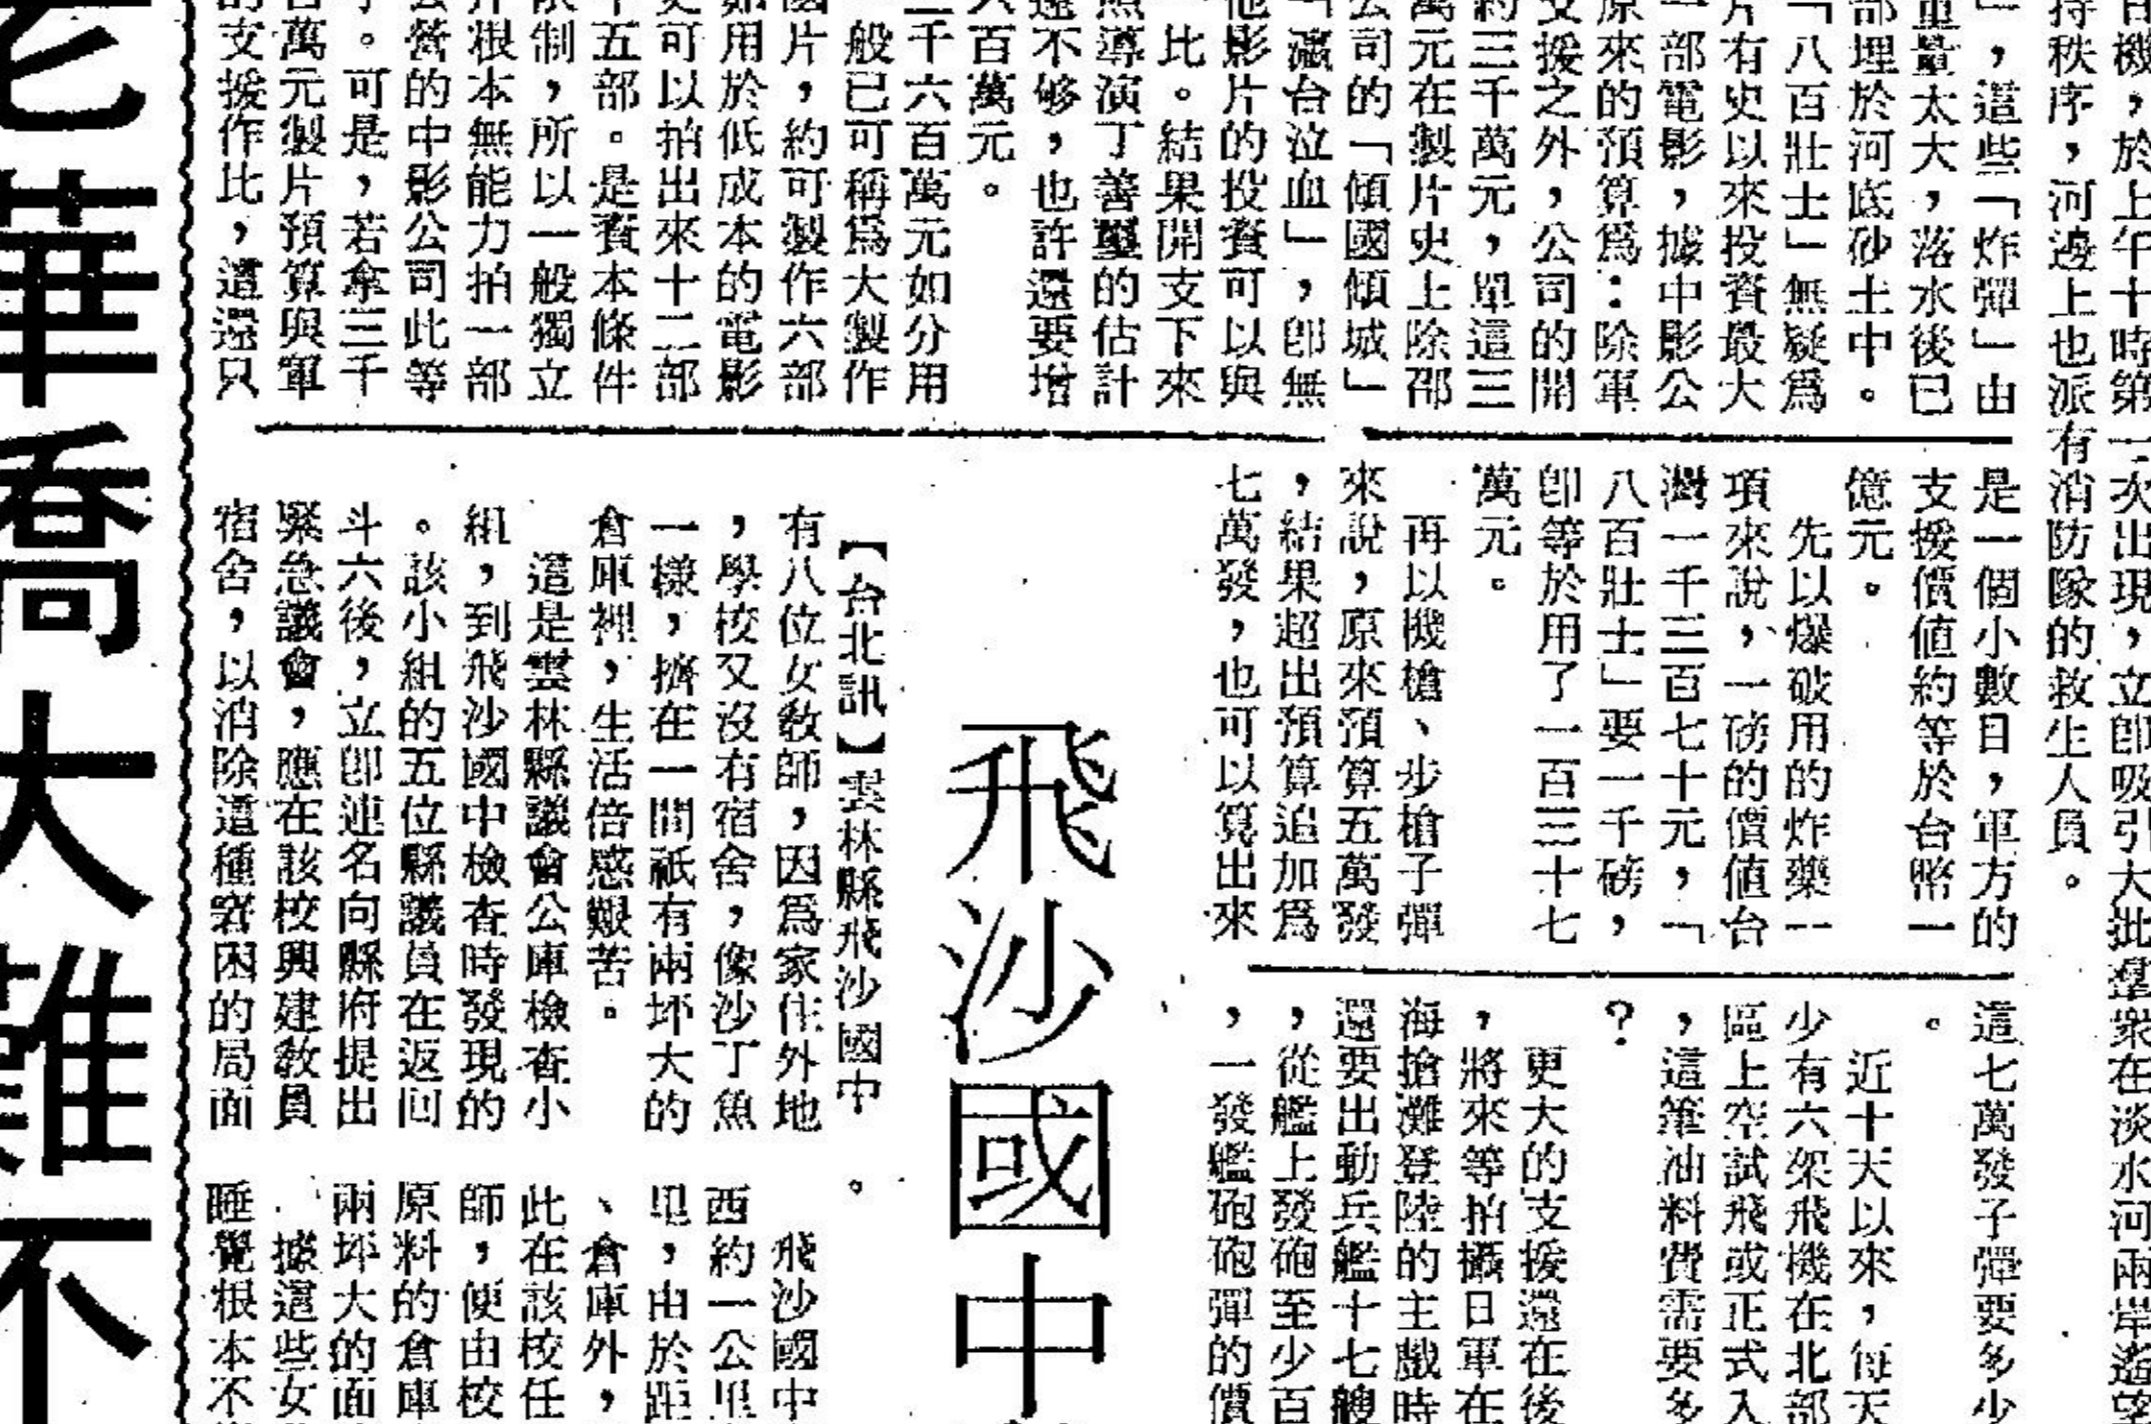 日機，於上午十時第一次出現，立卽吸引大批羣衆在淡水河兩岸遙望
持秩序，河邊上也派有消防隊的救生人員。
」，這些「炸彈」由
重量太大，落水後已
部埋於河底砂土中。
「八百壯士」無疑爲
片有史以來投資最大
一部電影，據中影公
原來的預算爲：除軍
支援之外，公司的開
約三千萬元，單這三
萬元在製片史上除邵
公司的「傾國傾城」
「瀛台泣血」，卽無
他影片的投資可以與
比。結果開支下來
照導演丁善璽的估計
還不够，也許還要增
六百萬元。
二千六百萬元如分用
般已可稱爲大製作
國片，約可製作六部
如用於低成本的電影
更可以拍出來十二部
十五部。是資本條件
限制，所以一般獨立
片根本無能力拍一部
公營的中影公司此等
。可是，若拿三千
百萬元製片預算與軍
的支援作比，這還只
是一個小數目，軍方的
支援價值約等於台幣一
億元。
先以爆破用的炸藥一
項來說，一磅的價值台
幣一千三百七十元，「
八百壯士」要一千磅，
卽等於用了一百三十七
萬元。
再以機槍、步槍子彈
來說，原來預算五萬發
，結果超出預算追加爲
七萬發，也可以算出來
這七萬發子彈要多少
。
近十天以來，每天
少有六架飛機在北部
區上空試飛或正式入
，這筆油料費需要多
？
更大的支援還在後
，將來等拍攝日軍在
海搶灘登陸的主戲時
還要出動兵艦十七艘
，從艦上發砲至少百
，一發艦砲砲彈的價
飛沙國中
【台北訊】雲林縣飛沙國中
有八位女敎師，因爲家住外地
，學校又沒有宿舍，像沙丁魚
一樣，擠在一間祇有兩坪大的
倉庫裡，生活倍感艱苦。
這是雲林縣議會公庫檢查小
組，到飛沙國中檢查時發現的
。該小組的五位縣議員在返回
斗六後，立卽連名向縣府提出
緊急議會，應在該校興建敎員
宿舍，以消除這種窘困的局面
。
飛沙國中
西約一公里
里，由於距
、倉庫外，
此在該校任
師，便由校
原料的倉庫
兩坪大的面
據這些女
睡覺根本不
老華僑大難不